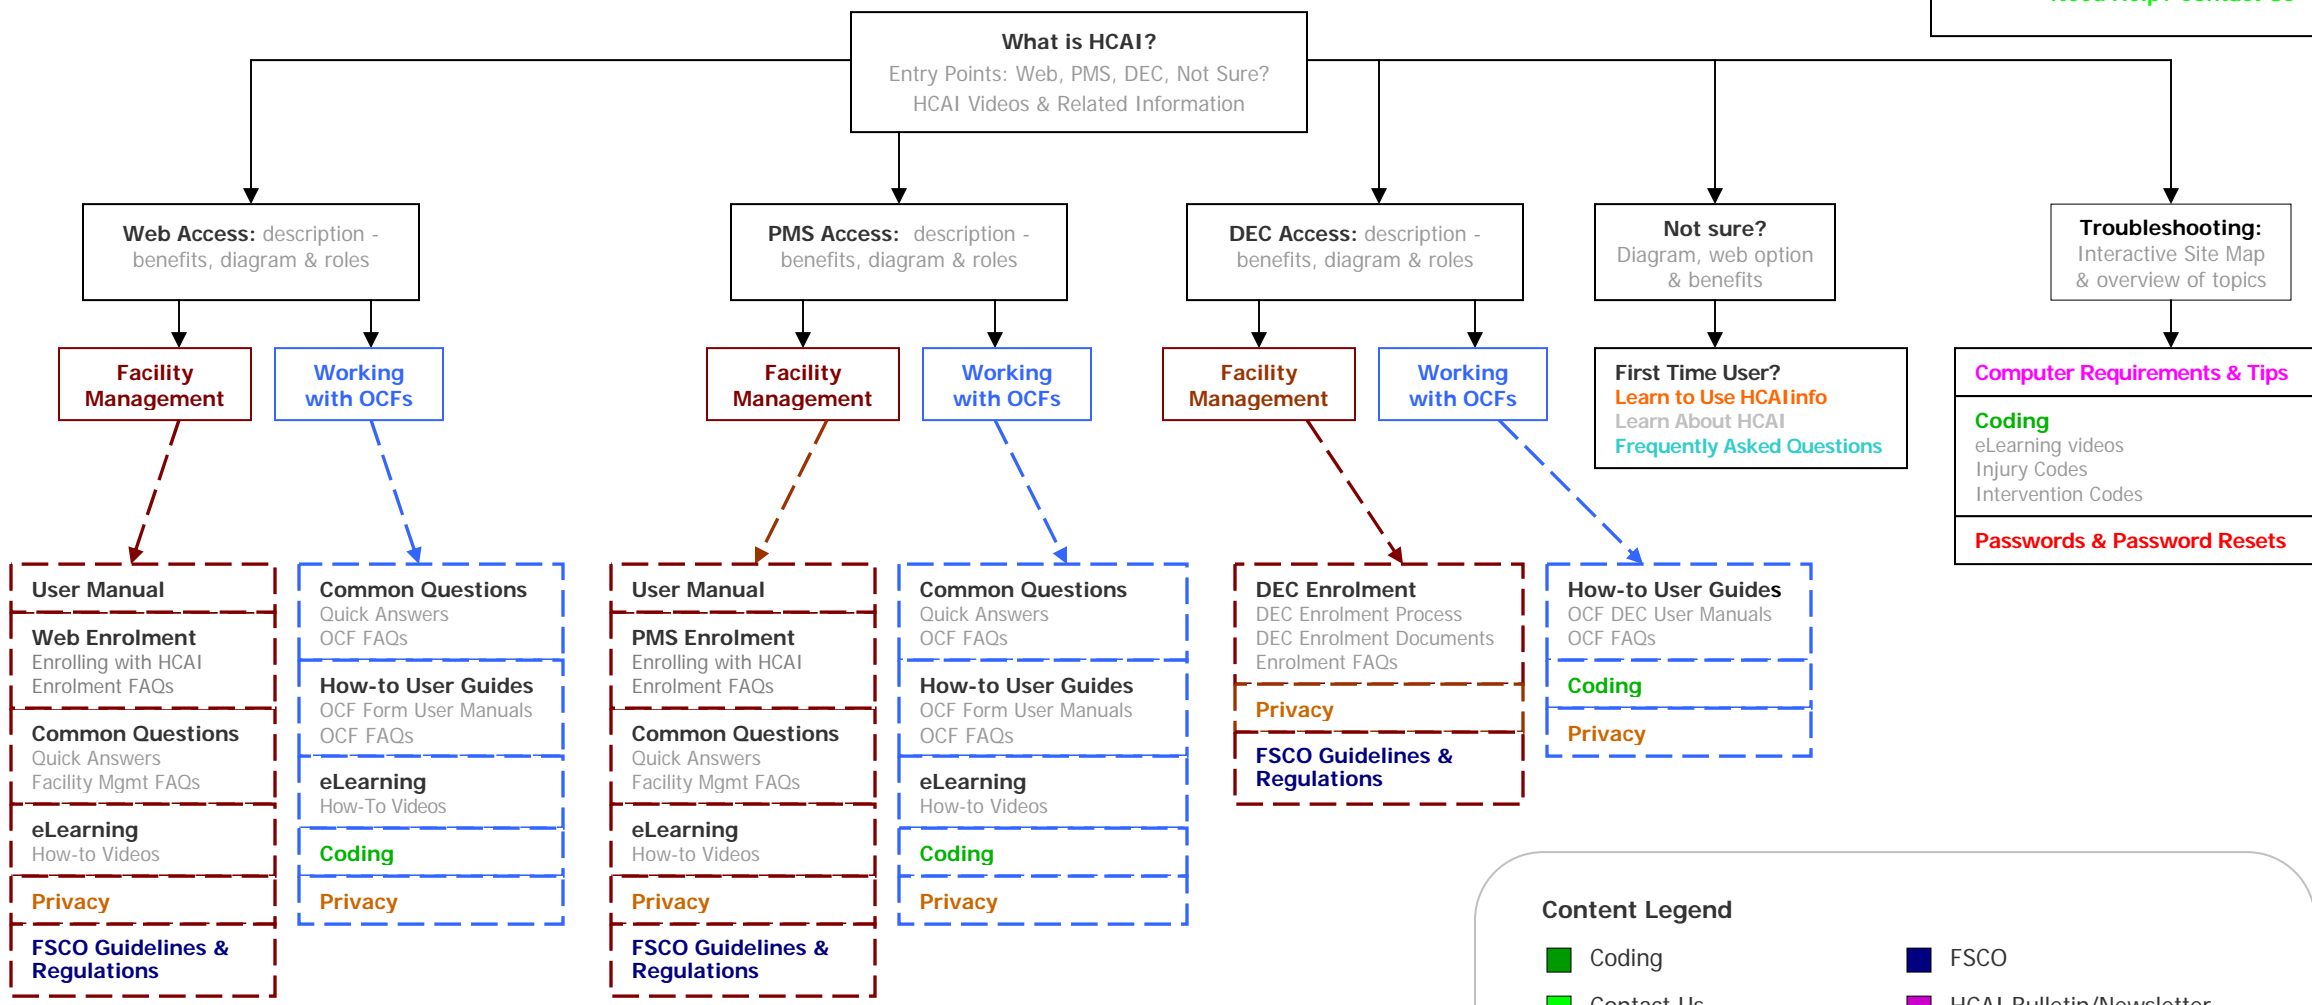 Need Help? Contact Us
What is HCAI?
Entry Points: Web, PMS, DEC, Not Sure?
HCAI Videos & Related Information
Web Access: description -
benefits, diagram & roles
PMS Access: description -
benefits, diagram & roles
DEC Access: description -
benefits, diagram & roles
Not sure?
Diagram, web option
& benefits
Troubleshooting:
Interactive Site Map
& overview of topics
Facility
Management
Working
with OCFs
Facility
Management
Working
with OCFs
Facility
Management
Working
with OCFs
First Time User?
Learn to Use HCAIinfo
Learn About HCAI
Frequently Asked Questions
Computer Requirements & Tips
Coding
eLearning videos
Injury Codes
Intervention Codes
Passwords & Password Resets
User Manual
Web Enrolment
Enrolling with HCAI
Enrolment FAQs
Common Questions
Quick Answers
Facility Mgmt FAQs
eLearning
How-to Videos
Privacy
FSCO Guidelines &
Regulations
Common Questions
Quick Answers
OCF FAQs
How-to User Guides
OCF Form User Manuals
OCF FAQs
eLearning
How-To Videos
Coding
Privacy
User Manual
PMS Enrolment
Enrolling with HCAI
Enrolment FAQs
Common Questions
Quick Answers
Facility Mgmt FAQs
eLearning
How-to Videos
Privacy
FSCO Guidelines &
Regulations
Common Questions
Quick Answers
OCF FAQs
How-to User Guides
OCF Form User Manuals
OCF FAQs
eLearning
How-to Videos
Coding
Privacy
DEC Enrolment
DEC Enrolment Process
DEC Enrolment Documents
Enrolment FAQs
Privacy
FSCO Guidelines &
Regulations
How-to User Guides
OCF DEC User Manuals
OCF FAQs
Coding
Privacy
Content Legend
Coding
FSCO
Contact Us
HCAI Bulletin/Newsletter